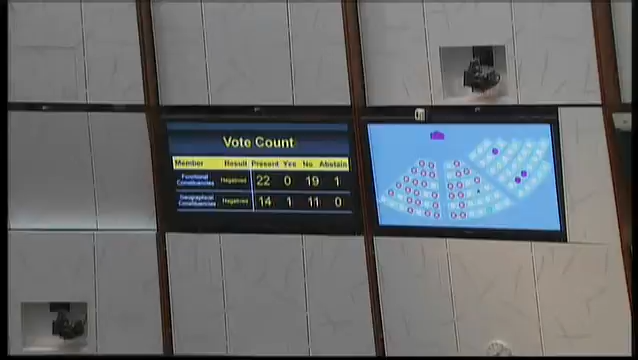 Vote Count
Member Result Present Yes No Abstain
Functional Constituencies Negatived 22 0 19 1
Geographical Constituencies Negatived 14 1 11 0